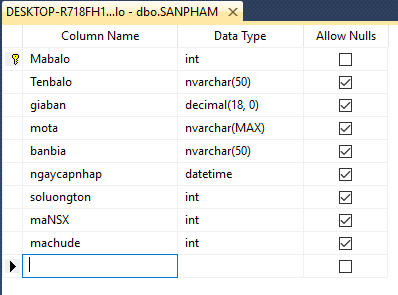 DESKTOP-R718FH1...lo - dbo.SANPHAM
Column Name Data Type Allow Nulls
Mabalo int
Tenbalo nvarchar(50)
giaban decimal(18, 0)
mota nvarchar(MAX)
banbia nvarchar(50)
ngaycapnhap datetime
soluongton int
maNSX int
machude int